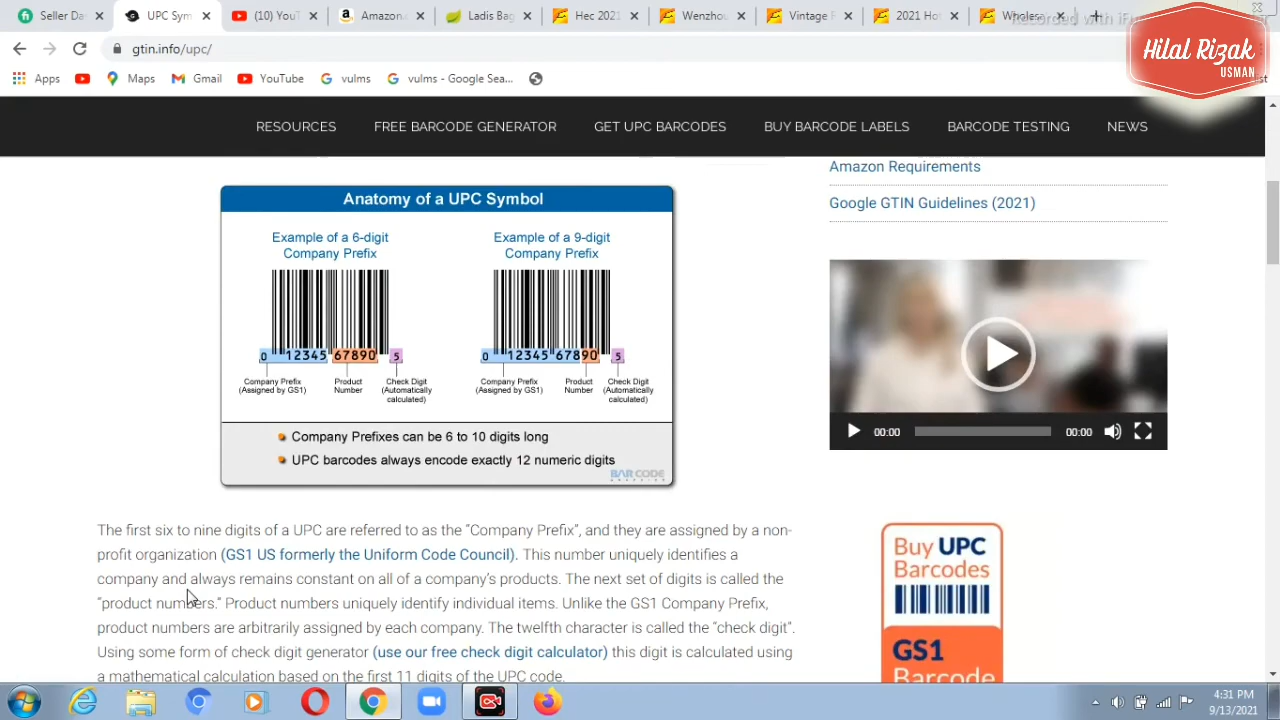 Seller Da
UPC Sym
(10) YouT
Amazon.
Ladis Bag
Hec 2021
Wenzhou
Vintage F
2021 Ho
Wholesa
Recorded with iF
gtin.info/upc/
Hilal Rizak
USMAN
Apps
Maps
Gmail
YouTube
vulms
vulms - Google Sea...
RESOURCES
FREE BARCODE GENERATOR
GET UPC BARCODES
BUY BARCODE LABELS
BARCODE TESTING
NEWS
Anatomy of a UPC Symbol
Example of a 6-digit
Company Prefix
0 12345 67890 5
Company Prefix
(Assigned by GS1)
Product
Number
Check Digit
(Automatically
calculated)
Example of a 9-digit
Company Prefix
0 12345 67890 5
Company Prefix
(Assigned by GS1)
Product
Number
Check Digit
(Automatically
calculated)
Company Prefixes can be 6 to 10 digits long
UPC barcodes always encode exactly 12 numeric digits
BAR CODE
The first six to nine digits of a UPC are referred to as the “Company Prefix”, and they are assigned by a non-
profit organization (GS1 US formerly the Uniform Code Council). This number uniquely identifies a
company and always remains constant on all of a company’s products. The next set of digits is called the
“product numbers.” Product numbers uniquely identify individual items. Unlike the GS1 Company Prefix,
product numbers are arbitrarily assigned by each company. The twelfth character is called the “check digit”.
Using some form of check digit generator (use our free check digit calculator) this digit is calculated using
a mathematical calculation based on the first 11 digits of the UPC code.
Amazon Requirements
Google GTIN Guidelines (2021)
00:00
00:00
Buy UPC
Barcodes
GS1
Barcode
4:31 PM
9/13/2021